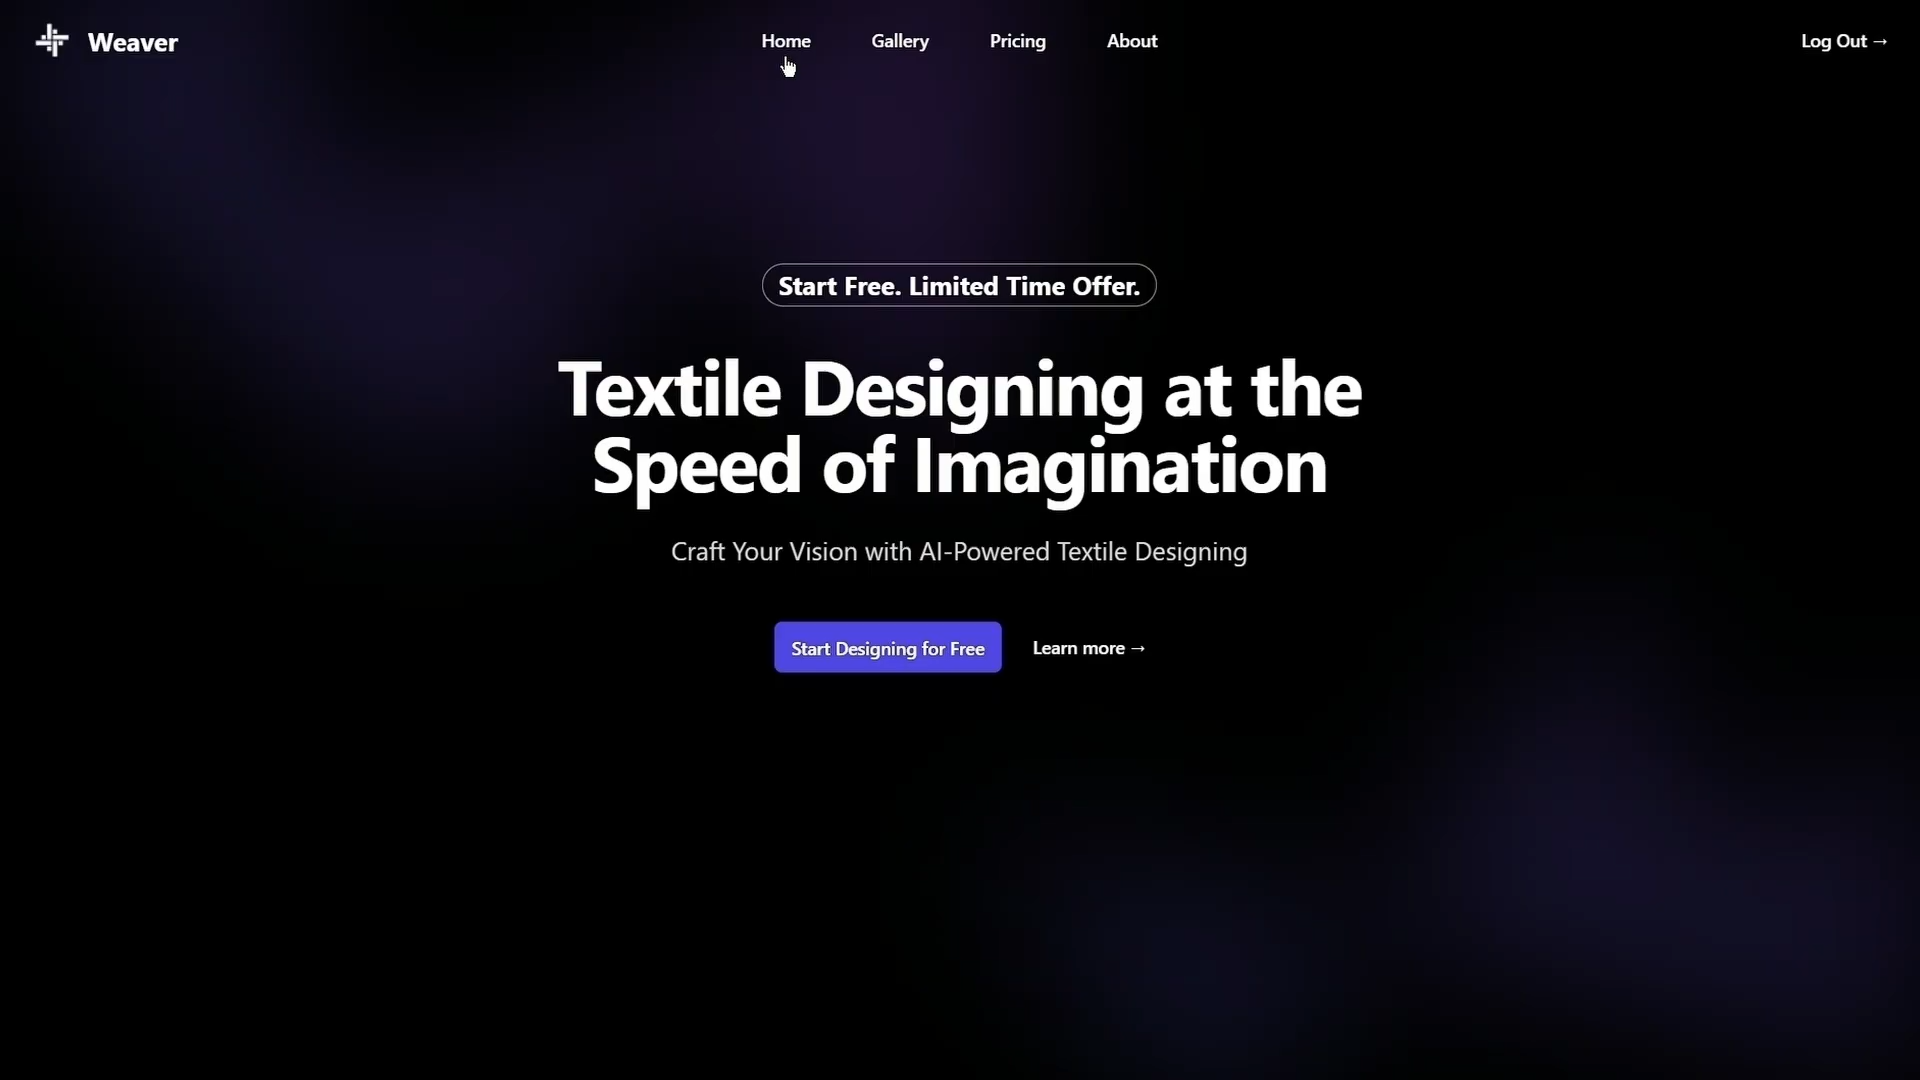 Weaver
Home
Gallery
Pricing
About
Log Out →
Start Free. Limited Time Offer.
Textile Designing at the
Speed of Imagination
Craft Your Vision with AI-Powered Textile Designing
Start Designing for Free
Learn more →